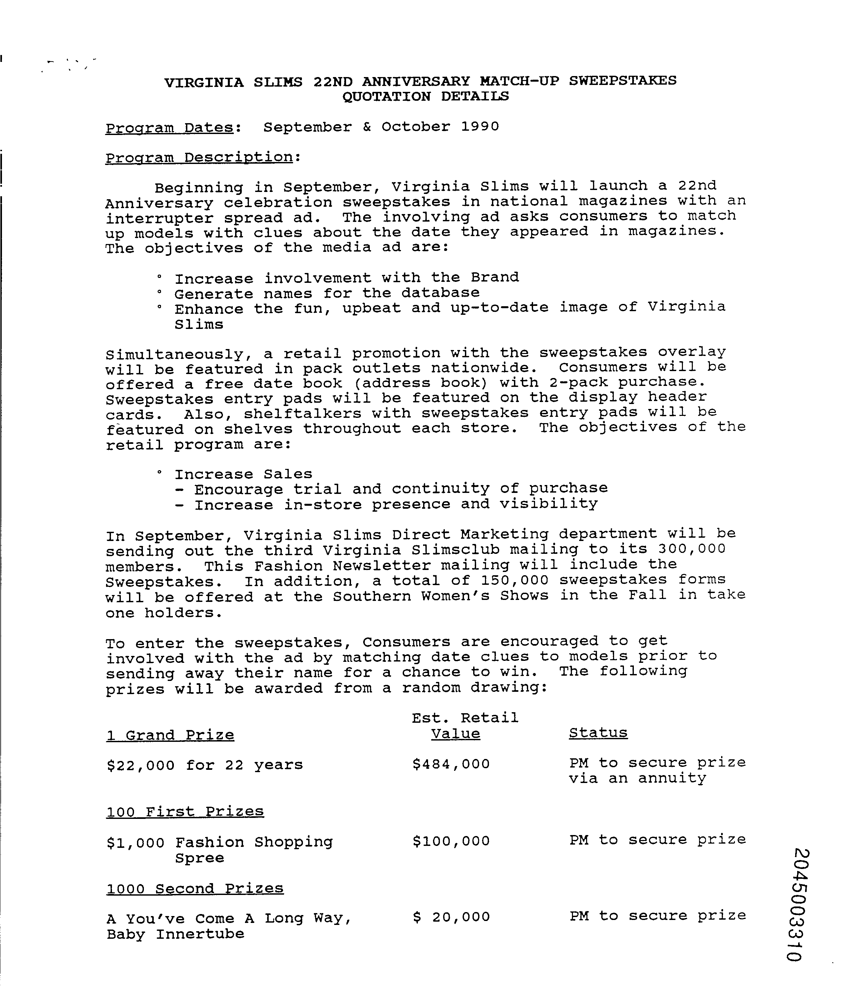 VIRGINIA SLIMS 22ND ANNIVERSARY MATCH-UP SWEEPSTAKES
QUOTATION DETAILS
Program Dates: September & October 1990
Program Description:
Beginning in September, Virginia Slims will launch a 22nd
Anniversary celebration sweepstakes in national magazines with an
interrupter spread ad. The involving ad asks consumers to match
up models with clues about the date they appeared in magazines.
The objectives of the media ad are:
° Increase involvement with the Brand
° Generate names for the database
° Enhance the fun, upbeat and up-to-date image of Virginia
Slims
Simultaneously, a retail promotion with the sweepstakes overlay
will be featured in pack outlets nationwide. Consumers will be
offered a free date book (address book) with 2-pack purchase.
Sweepstakes entry pads will be featured on the display header
cards. Also, shelftalkers with sweepstakes entry pads will be
featured on shelves throughout each store. The objectives of the
retail program are:
° Increase Sales
- Encourage trial and continuity of purchase
- Increase in-store presence and visibility
In September, Virginia Slims Direct Marketing department will be
sending out the third Virginia Slimsclub mailing to its 300,000
members. This Fashion Newsletter mailing will include the
Sweepstakes. In addition, a total of 150,000 sweepstakes forms
will be offered at the Southern Women's Shows in the Fall in take
one holders.
To enter the sweepstakes, Consumers are encouraged to get
involved with the ad by matching date clues to models prior to
sending away their name for a chance to win. The following
prizes will be awarded from a random drawing:
Est. Retail
1 Grand Prize Value Status
$22,000 for 22 years $484,000 PM to secure prize
via an annuity
100 First Prizes
$1,000 Fashion Shopping $100,000 PM to secure prize
Spree
1000 Second Prizes
A You've Come A Long Way, $ 20,000 PM to secure prize
Baby Innertube
2045003310